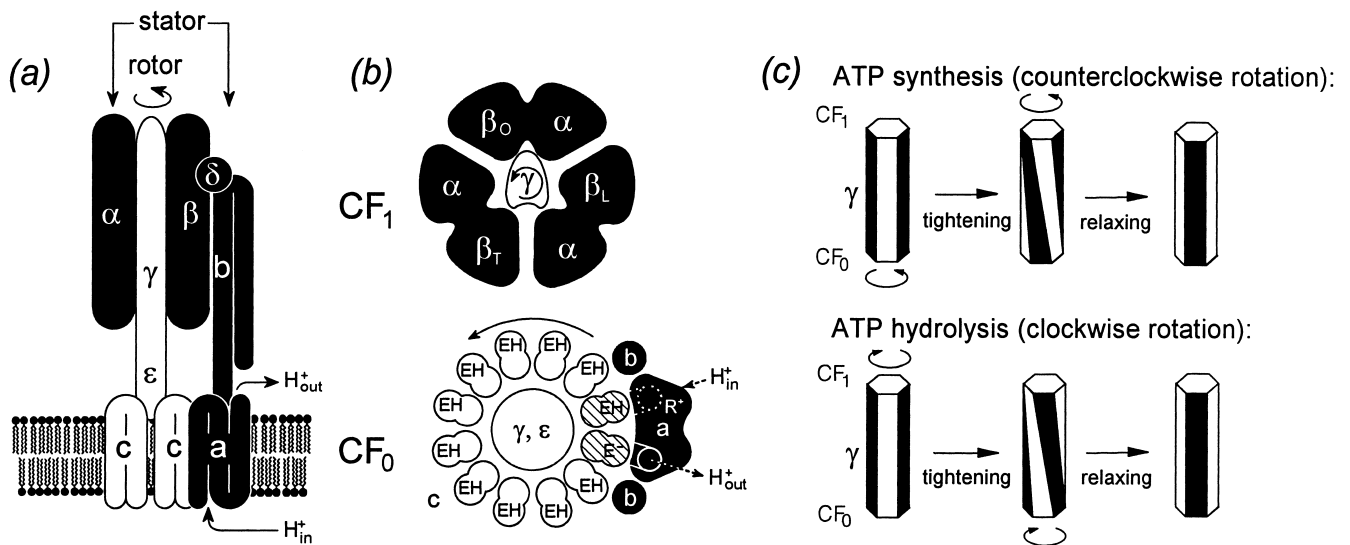 (a)
stator
rotor
α
β
δ
γ
b
ε
H⁺out
c
c
a
H⁺in
(b)
CF₁
βO
α
α
γ
βL
βT
α
CF₀
EH
EH
EH
EH
EH
EH
EH
EH
EH
EH
EH
E⁻
γ, ε
c
b
b
R⁺
a
H⁺in
H⁺out
(c)
ATP synthesis (counterclockwise rotation):
CF₁
γ
CF₀
tightening
relaxing
ATP hydrolysis (clockwise rotation):
CF₁
γ
CF₀
tightening
relaxing